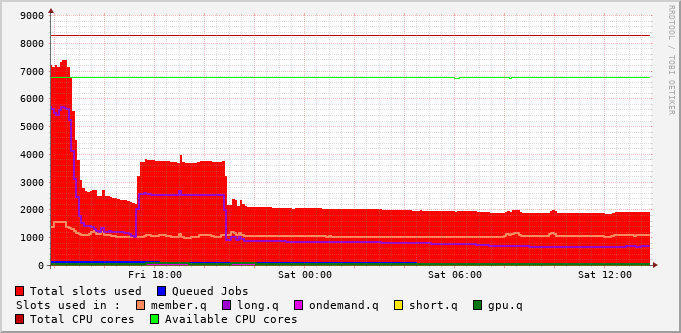 9000
8000
7000
6000
5000
4000
3000
2000
1000
0
Fri 18:00 Sat 00:00 Sat 06:00 Sat 12:00
Total slots used Queued Jobs
Slots used in : member.q long.q ondemand.q short.q gpu.q
Total CPU cores Available CPU cores
RRDTOOL / TOBI OETIKER